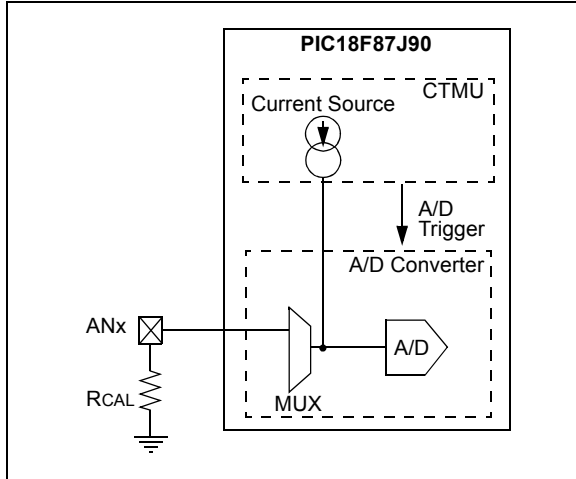 PIC18F87J90
CTMU
Current Source
A/D
Trigger
A/D Converter
ANx
A/D
RCAL
MUX